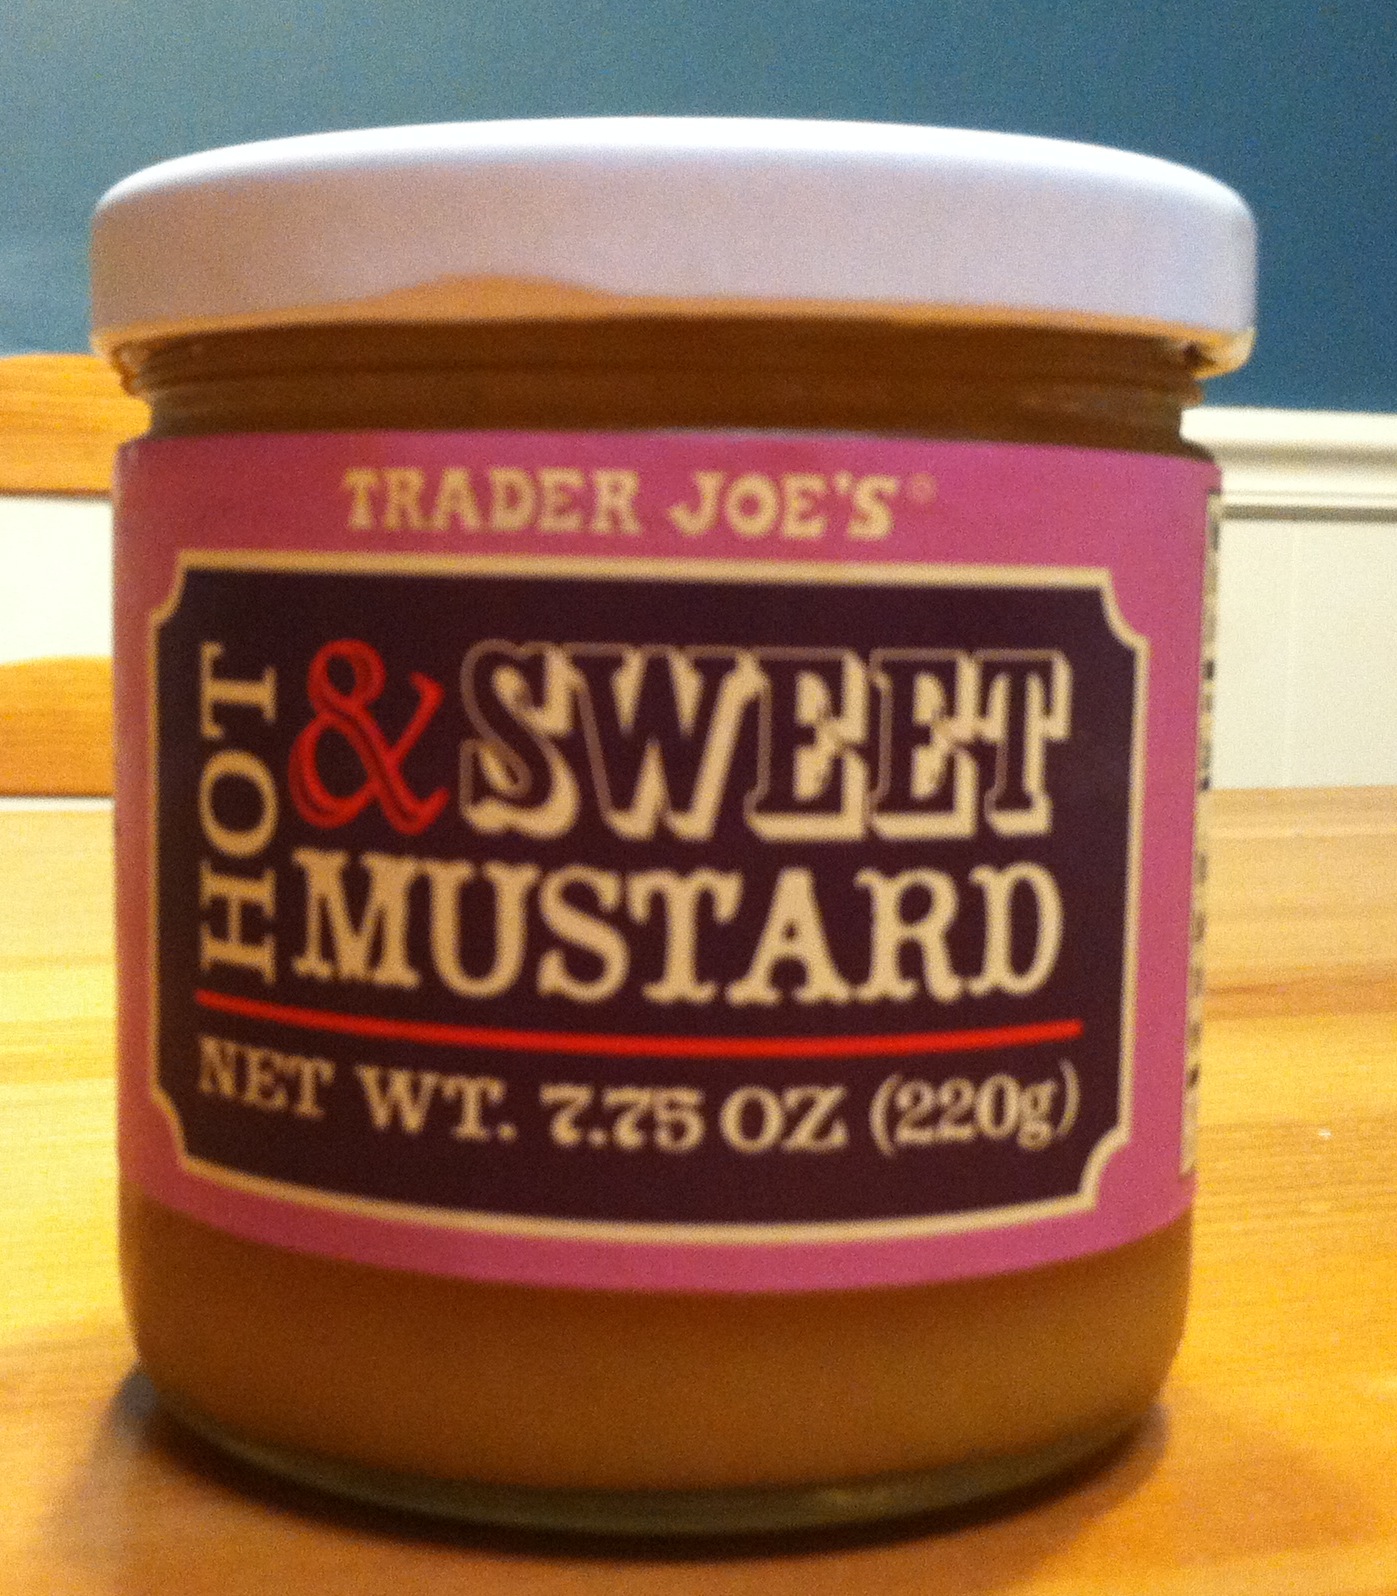 TRADER JOE'S®
HOT & SWEET
MUSTARD
NET WT. 7.75 OZ (220g)